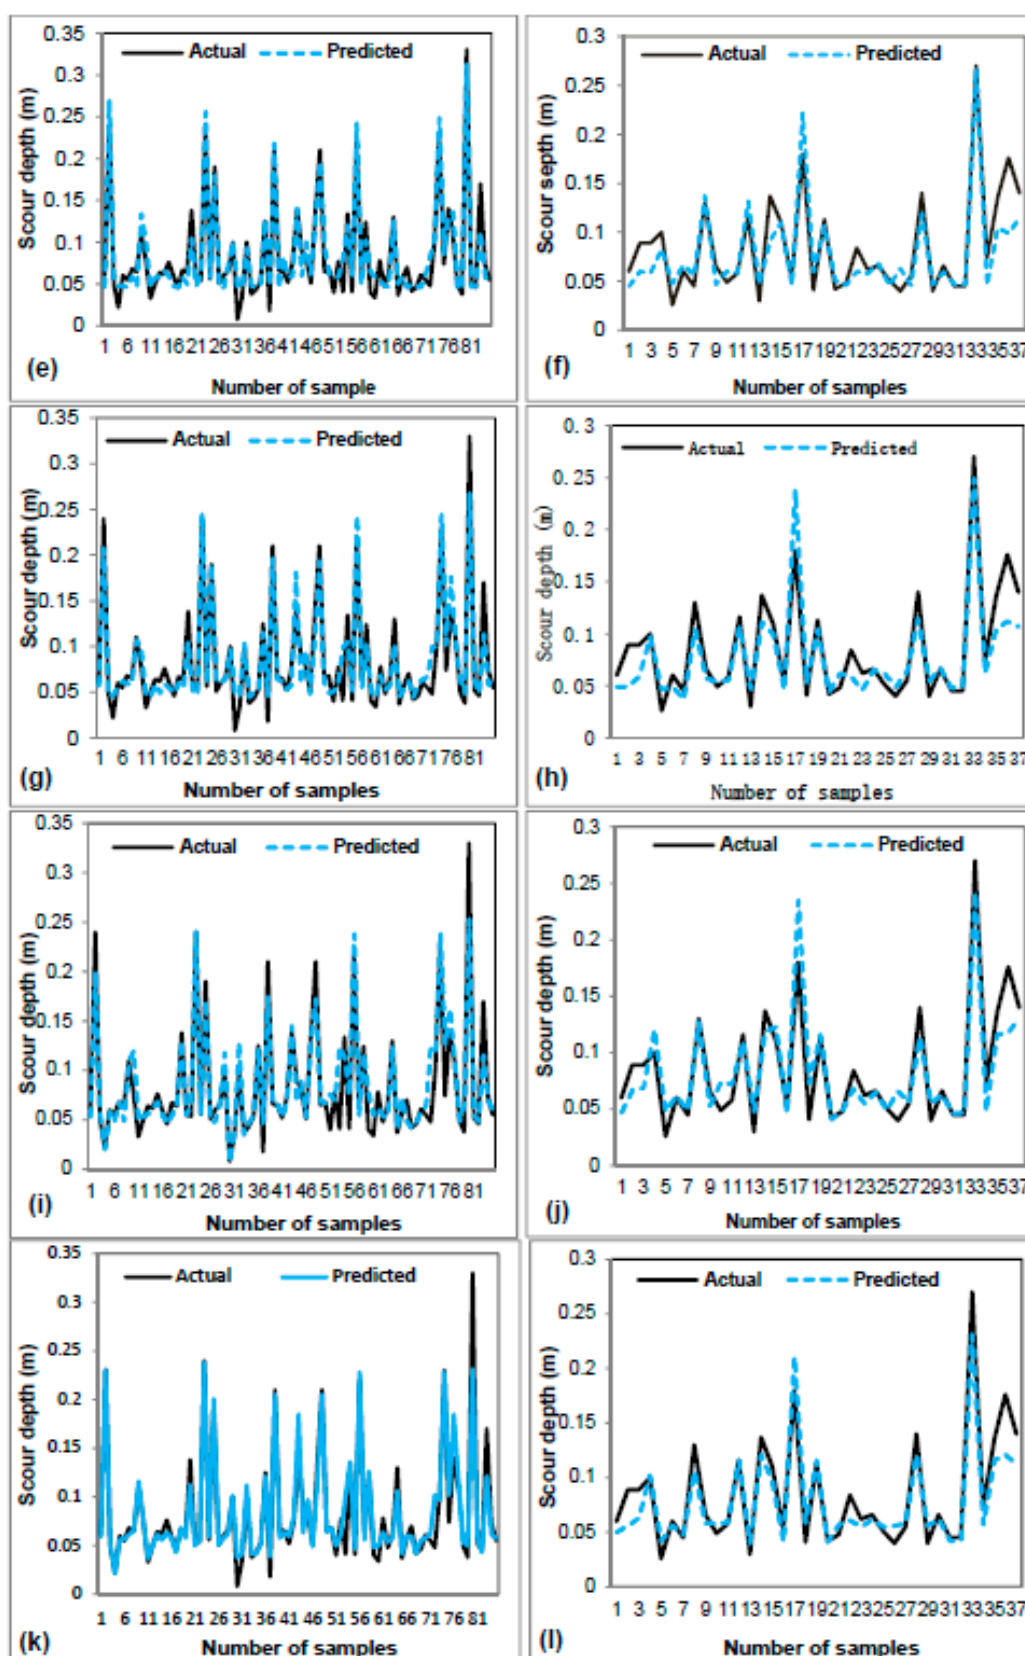 0.35
Actual Predicted
0.3
0.25
0.2
0.15
0.1
0.05
0
Scour depth (m)
1 6 11 16 21 26 31 36 41 46 51 56 61 66 71 76 81
(e)
Number of sample
0.3
Actual Predicted
0.25
0.2
0.15
0.1
0.05
0
Scour septh (m)
1 3 5 7 9 11 13 15 17 19 21 23 25 27 29 31 33 35 37
(f)
Number of samples
0.35
Actual Predicted
0.3
0.25
0.2
0.15
0.1
0.05
0
Scour depth (m)
1 6 11 16 21 26 31 36 41 46 51 56 61 66 71 76 81
(g)
Number of samples
0.3
Actual Predicted
0.25
0.2
0.15
0.1
0.05
0
Scour depth (m)
1 3 5 7 9 11 13 15 17 19 21 23 25 27 29 31 33 35 37
(h)
Number of samples
0.35
Actual Predicted
0.3
0.25
0.2
0.15
0.1
0.05
0
Scour depth (m)
1 6 11 16 21 26 31 36 41 46 51 56 61 66 71 76 81
(i)
Number of samples
0.3
Actual Predicted
0.25
0.2
0.15
0.1
0.05
0
Scour depth (m)
1 3 5 7 9 11 13 15 17 19 21 23 25 27 29 31 33 35 37
(j)
Number of samples
0.35
Actual Predicted
0.3
0.25
0.2
0.15
0.1
0.05
0
Scour depth (m)
1 6 11 16 21 26 31 36 41 46 51 56 61 66 71 76 81
(k)
Number of samples
0.3
Actual Predicted
0.25
0.2
0.15
0.1
0.05
0
Scour depth (m)
1 3 5 7 9 11 13 15 17 19 21 23 25 27 29 31 33 35 37
(l)
Number of samples